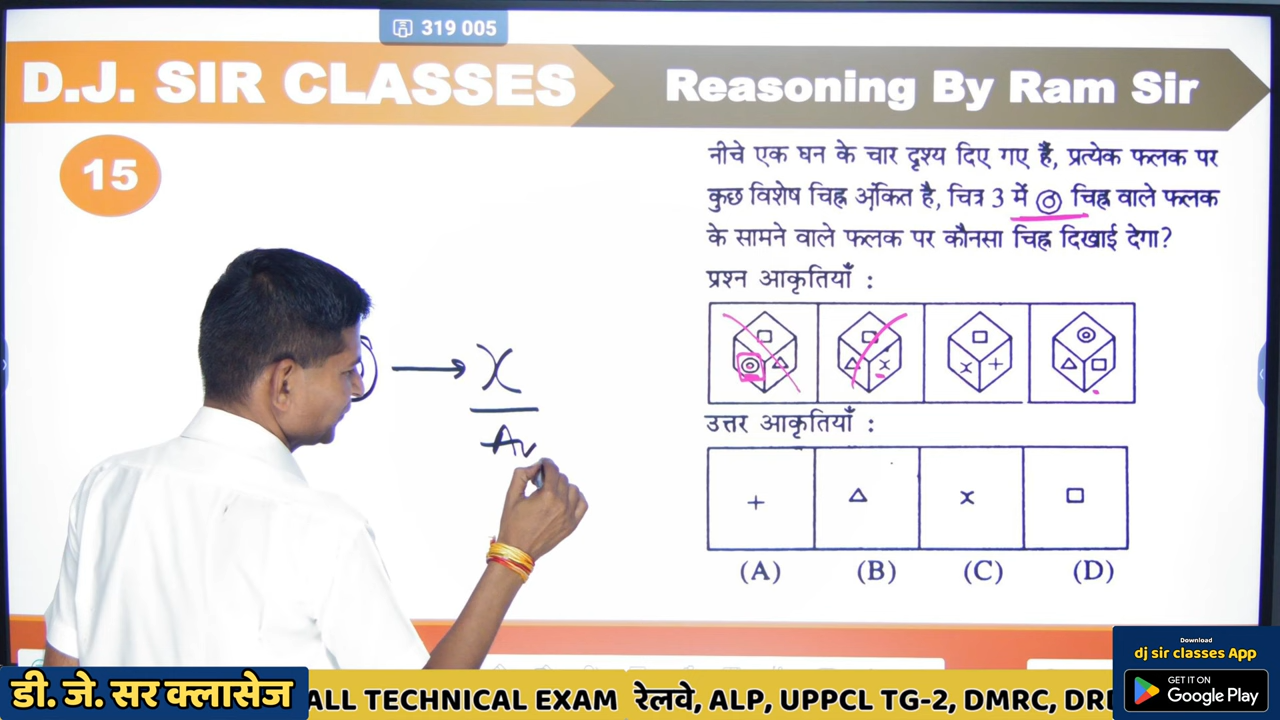 319 005
D.J. SIR CLASSES
Reasoning By Ram Sir
15
नीचे एक घन के चार दृश्य दिए गए हैं, प्रत्येक फलक पर
कुछ विशेष चिह्न अंकित है, चित्र 3 में ◎ चिह्न वाले फलक
के सामने वाले फलक पर कौनसा चिह्न दिखाई देगा?
प्रश्न आकृतियाँ :
उत्तर आकृतियाँ :
+ △ x □
(A) (B) (C) (D)
→ x
Av
डी. जे. सर क्लासेज
ALL TECHNICAL EXAM रेलवे, ALP, UPPCL TG-2, DMRC,
Download
dj sir classes App
GET IT ON
Google Play